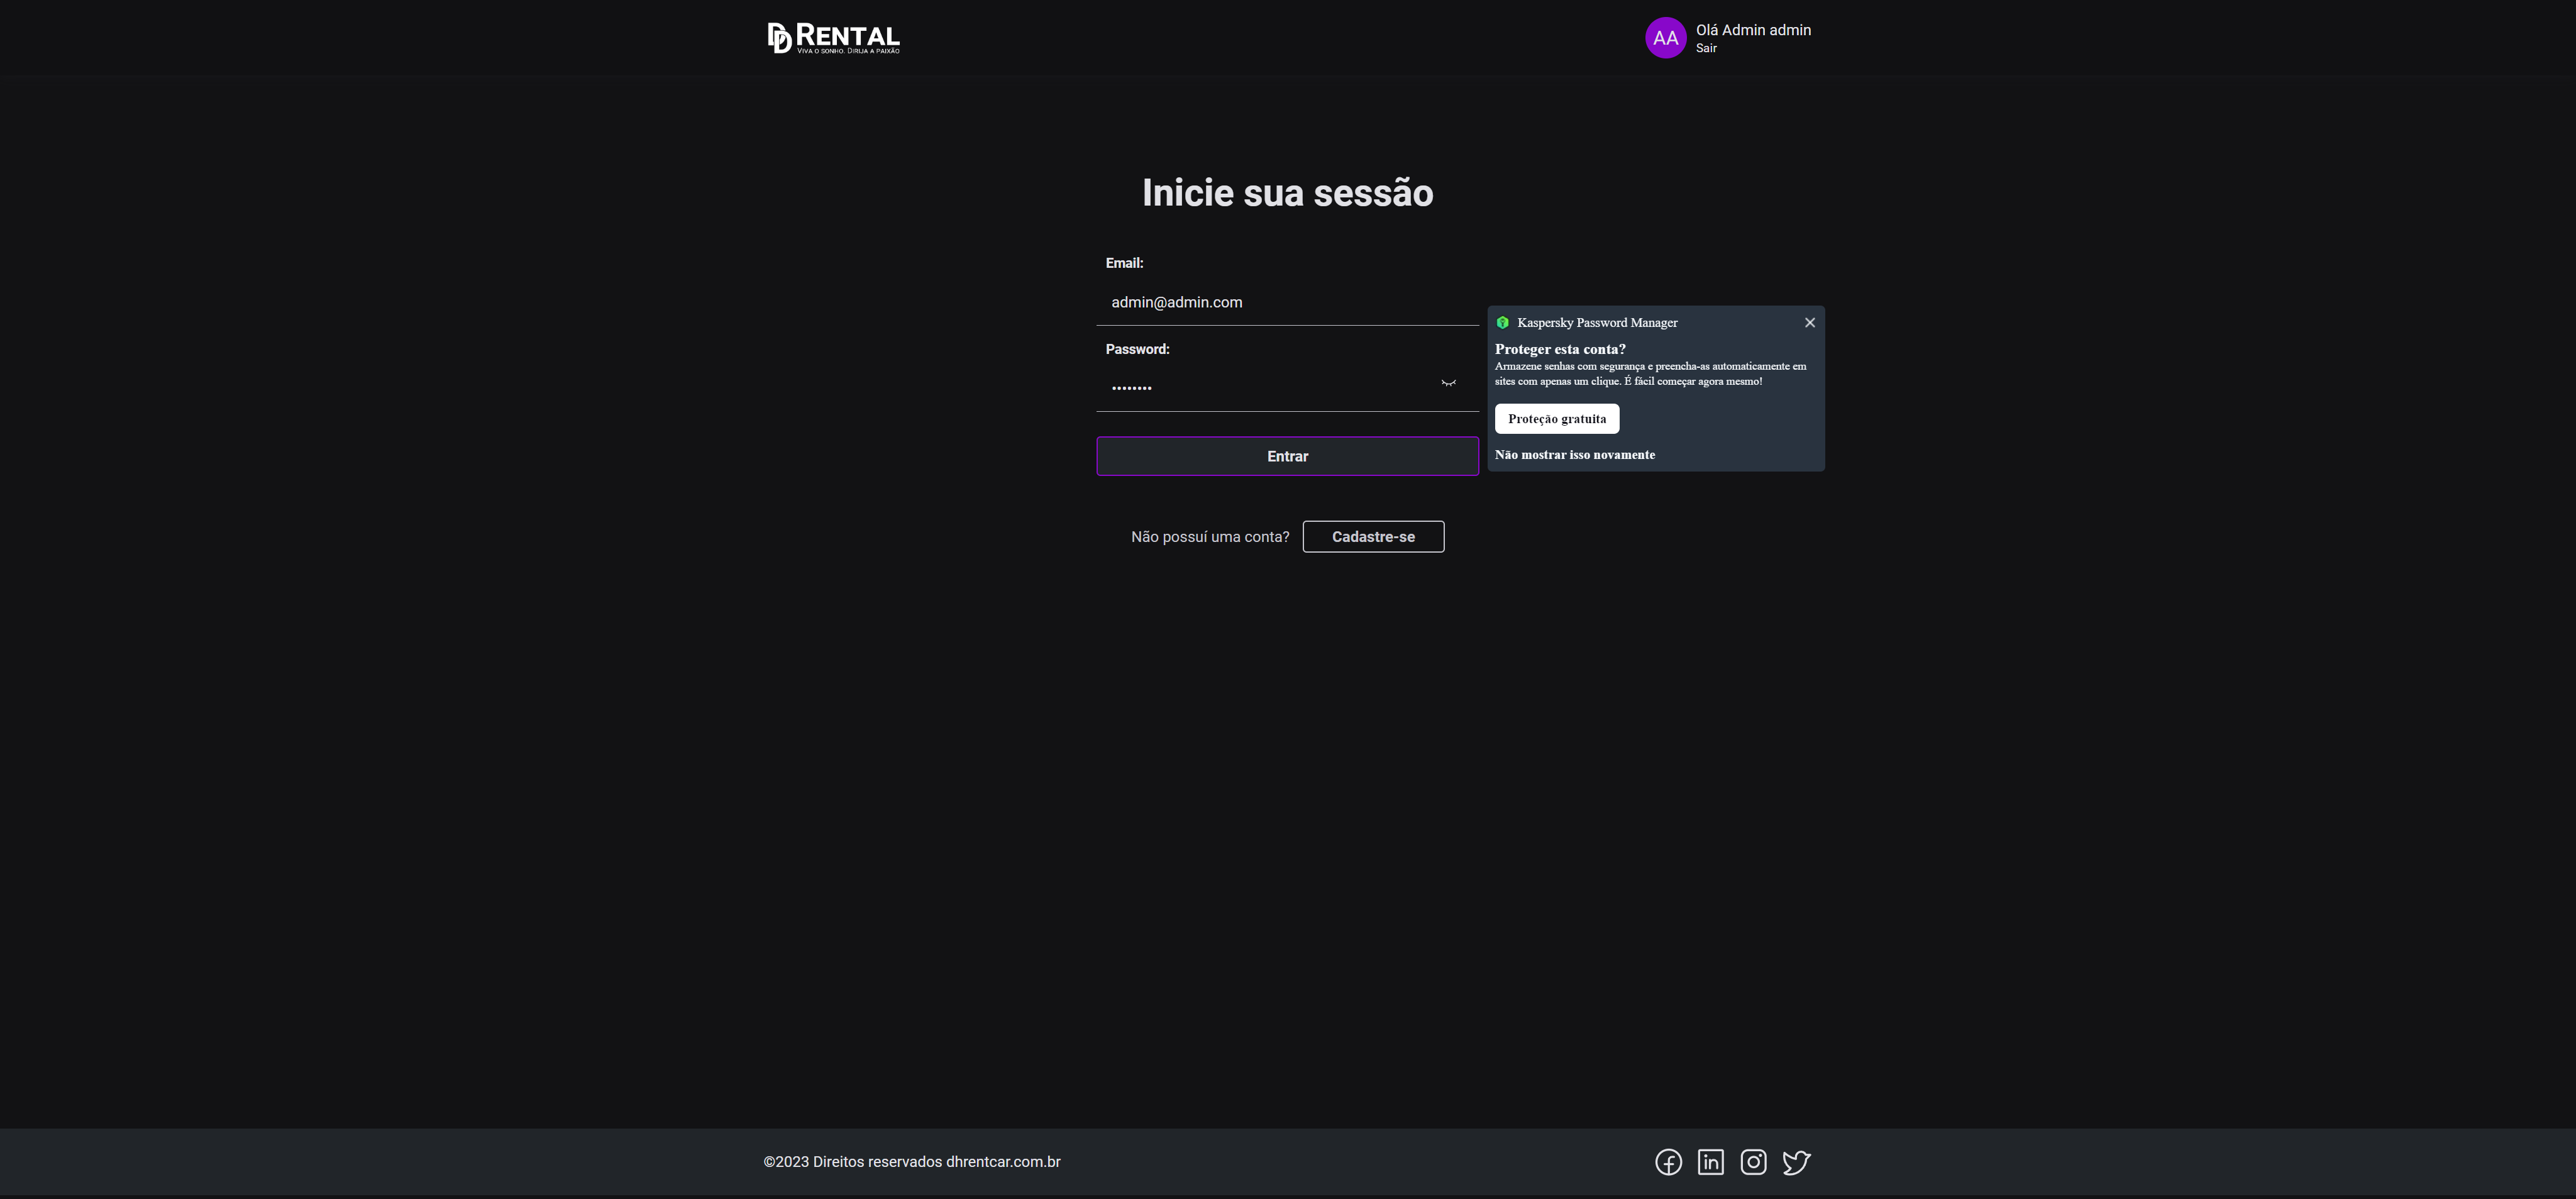 DD RENTAL
VIVA O SONHO. DIRIJA A PAIXÃO
AA
Olá Admin admin
Sair
Inicie sua sessão
Email:
admin@admin.com
Password:
••••••••
Entrar
Não possuí uma conta?
Cadastre-se
Kaspersky Password Manager
Proteger esta conta?
Armazene senhas com segurança e preencha-as automaticamente em
sites com apenas um clique. É fácil começar agora mesmo!
Proteção gratuita
Não mostrar isso novamente
©2023 Direitos reservados dhrentcar.com.br